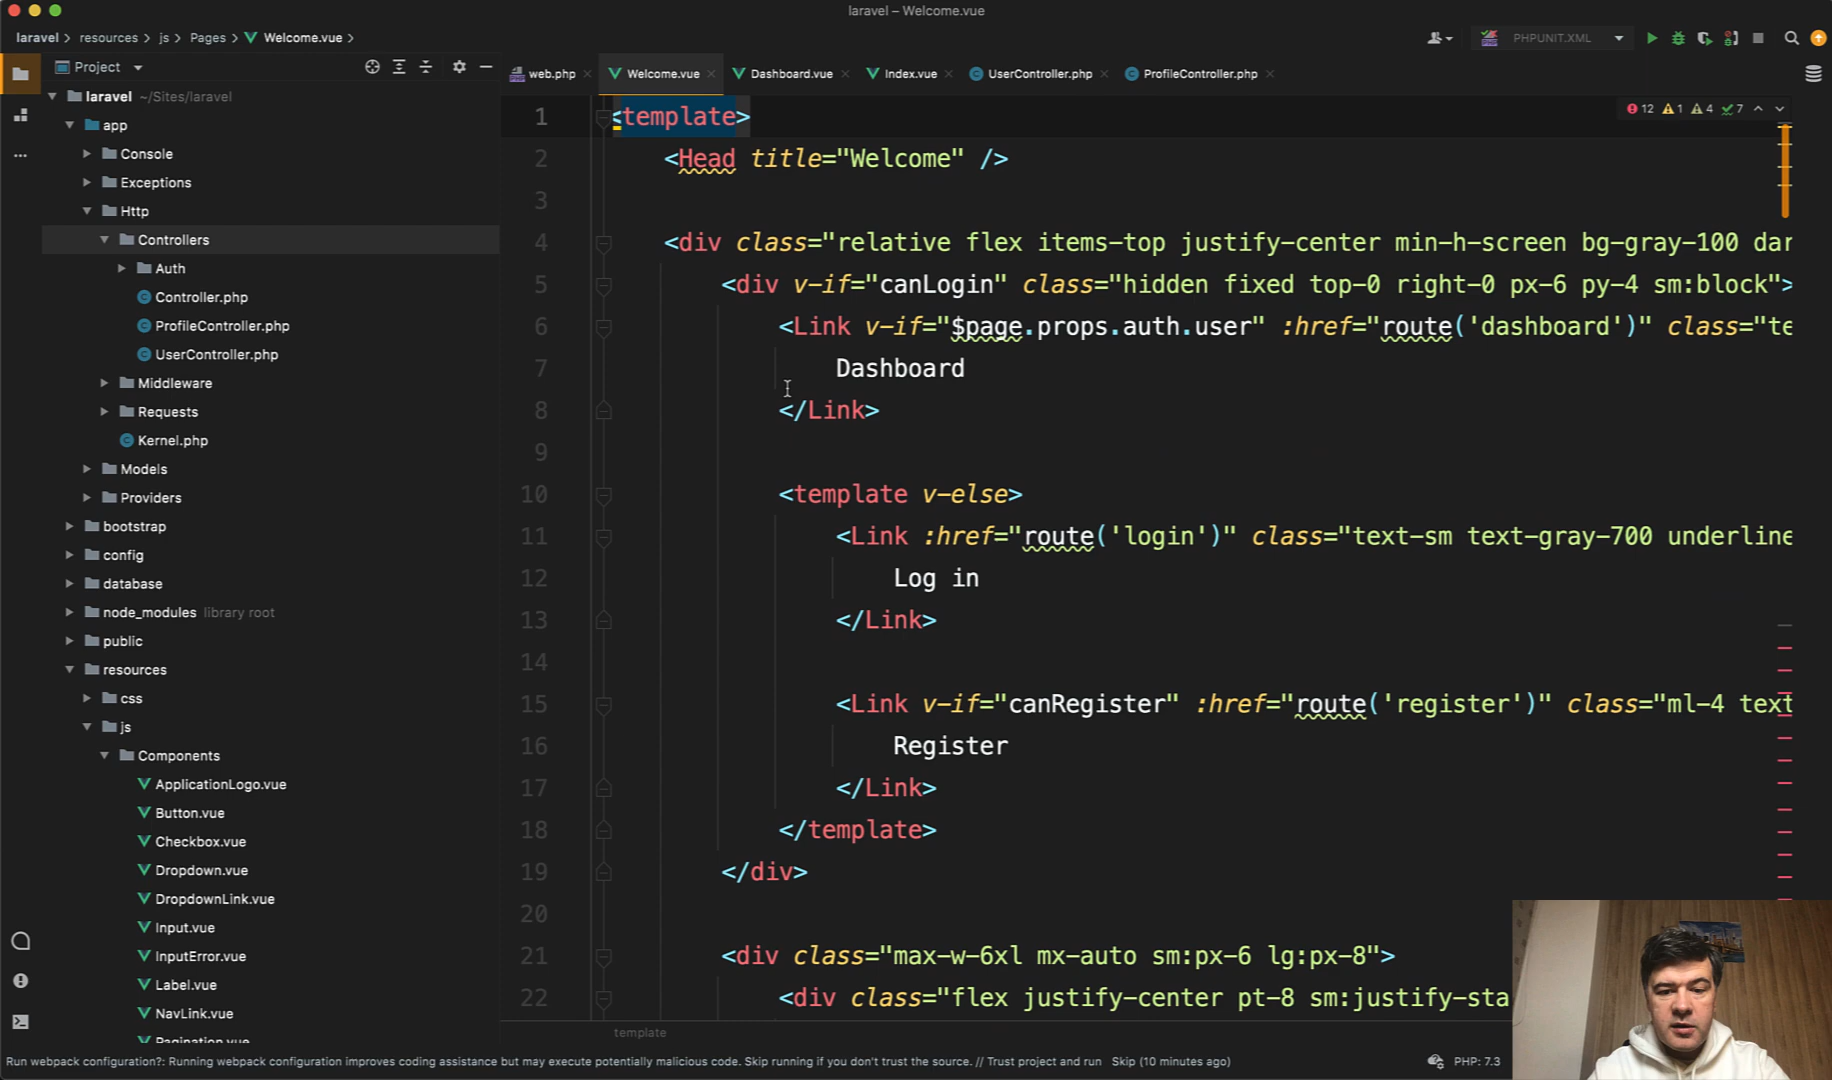 laravel – Welcome.vue
laravel > resources > js > Pages > Welcome.vue >
PHPUNIT.XML
Project
web.php
Welcome.vue
Dashboard.vue
Index.vue
UserController.php
ProfileController.php
laravel ~/Sites/laravel
app
Console
Exceptions
Http
Controllers
Auth
Controller.php
ProfileController.php
UserController.php
Middleware
Requests
Kernel.php
Models
Providers
bootstrap
config
database
node_modules library root
public
resources
css
js
Components
ApplicationLogo.vue
Button.vue
Checkbox.vue
Dropdown.vue
DropdownLink.vue
Input.vue
InputError.vue
Label.vue
NavLink.vue
Pagination.vue
12 1 4 7
1 <template>
2 <Head title="Welcome" />
3
4 <div class="relative flex items-top justify-center min-h-screen bg-gray-100 dar
5 <div v-if="canLogin" class="hidden fixed top-0 right-0 px-6 py-4 sm:block">
6 <Link v-if="$page.props.auth.user" :href="route('dashboard')" class="te
7 Dashboard
8 </Link>
9
10 <template v-else>
11 <Link :href="route('login')" class="text-sm text-gray-700 underline
12 Log in
13 </Link>
14
15 <Link v-if="canRegister" :href="route('register')" class="ml-4 text
16 Register
17 </Link>
18 </template>
19 </div>
20
21 <div class="max-w-6xl mx-auto sm:px-6 lg:px-8">
22 <div class="flex justify-center pt-8 sm:justify-sta
template
Run webpack configuration?: Running webpack configuration improves coding assistance but may execute potentially malicious code. Skip running if you don't trust the source. // Trust project and run Skip (10 minutes ago)
PHP: 7.3